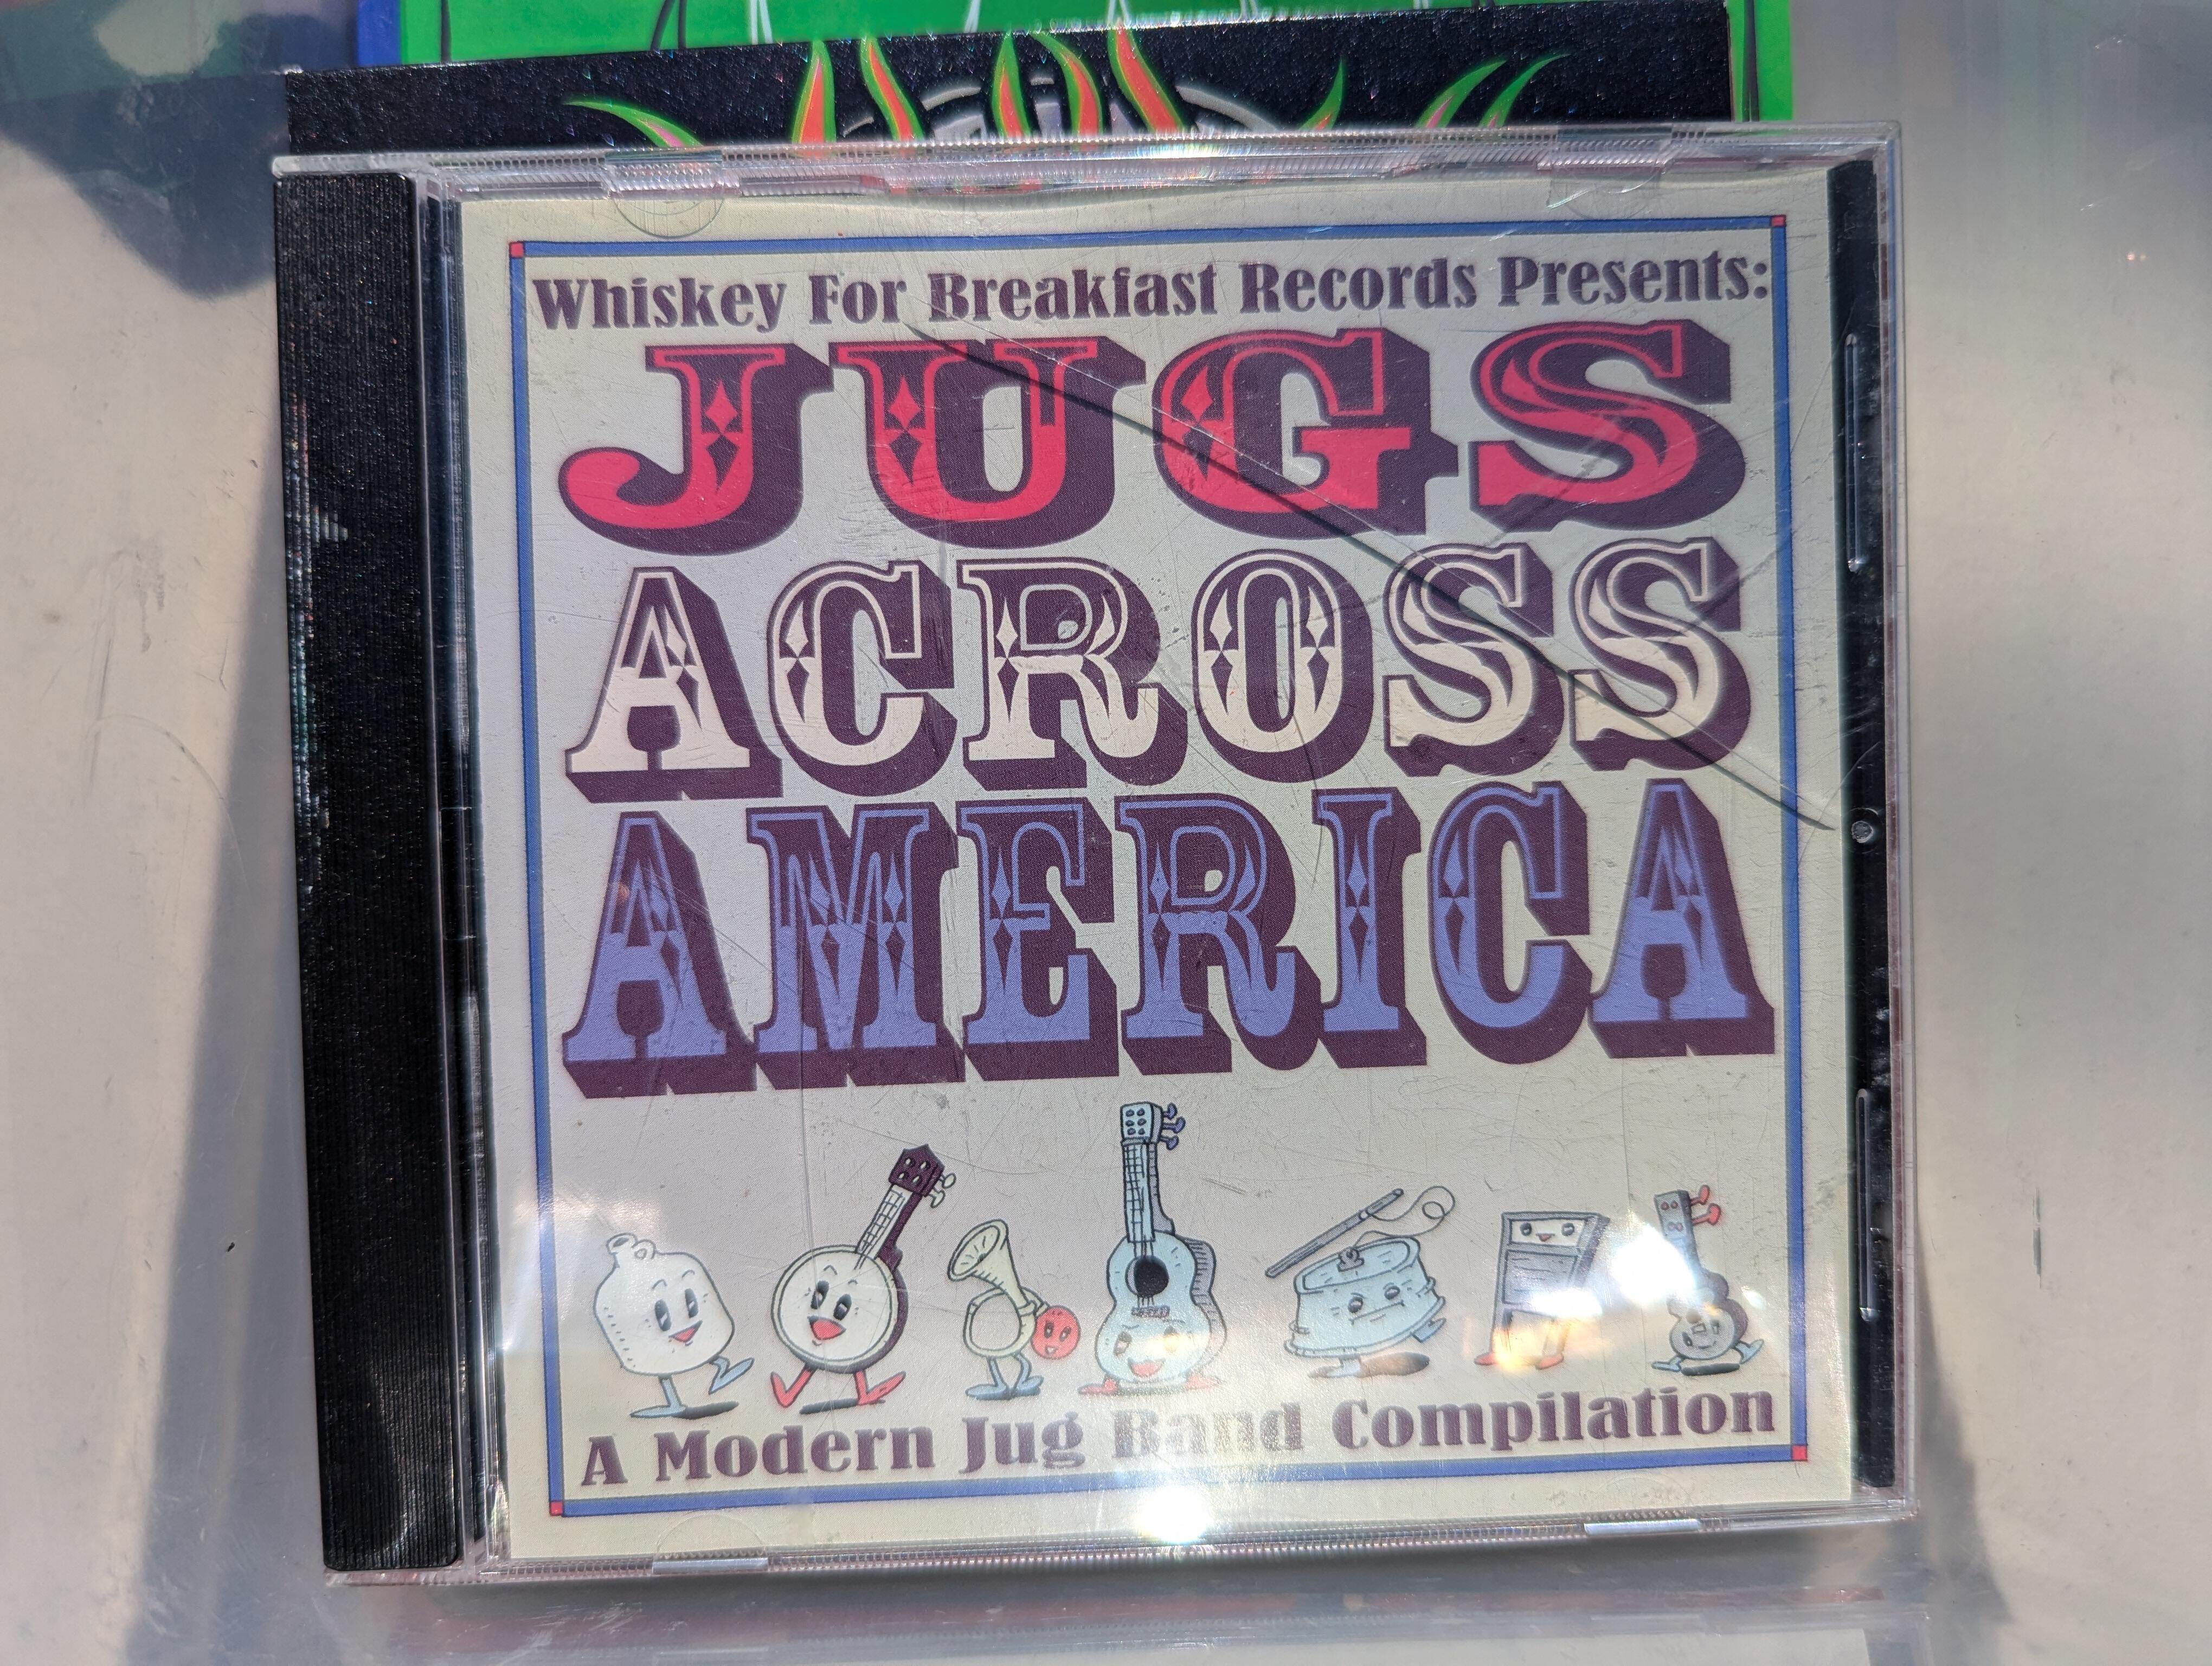 Whiskey For Breakfast Records Presents:
JUGS
ACROSS
AMERICA
A Modern Jug Band Compilation